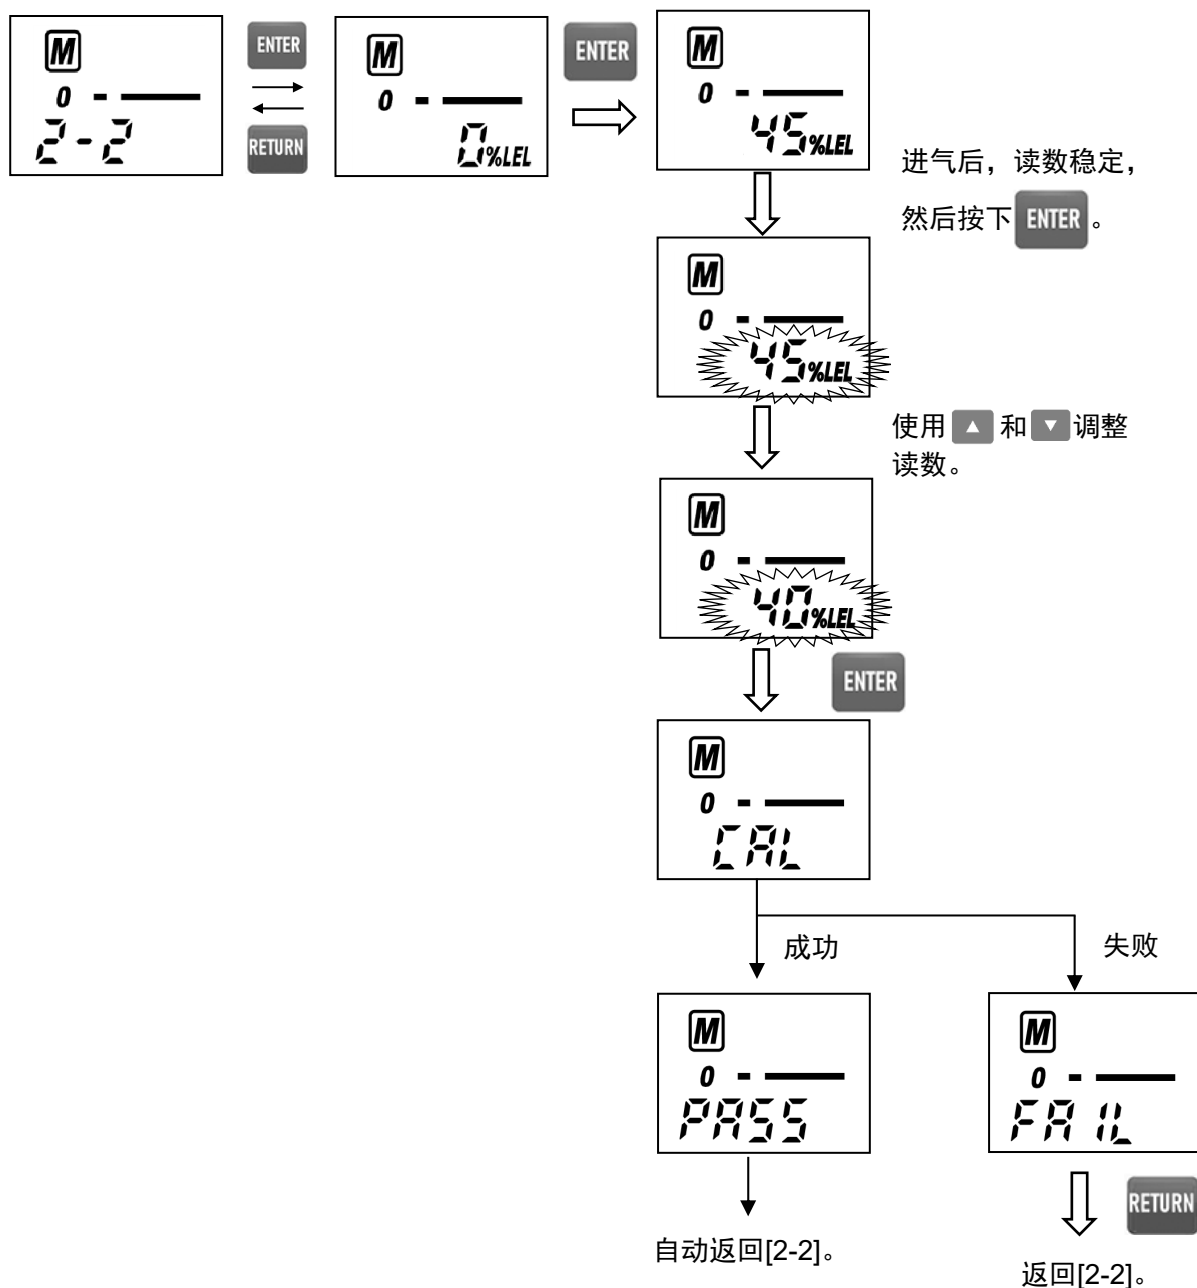 M
0
2-2
ENTER
RETURN
M
0
0%LEL
ENTER
M
0
45%LEL
进气后，读数稳定，
然后按下 ENTER 。
M
0
45%LEL
使用 ▲ 和 ▼ 调整
读数。
M
0
40%LEL
ENTER
M
0
CAL
成功
失败
M
0
PASS
M
0
FAIL
自动返回[2-2]。
RETURN
返回[2-2]。